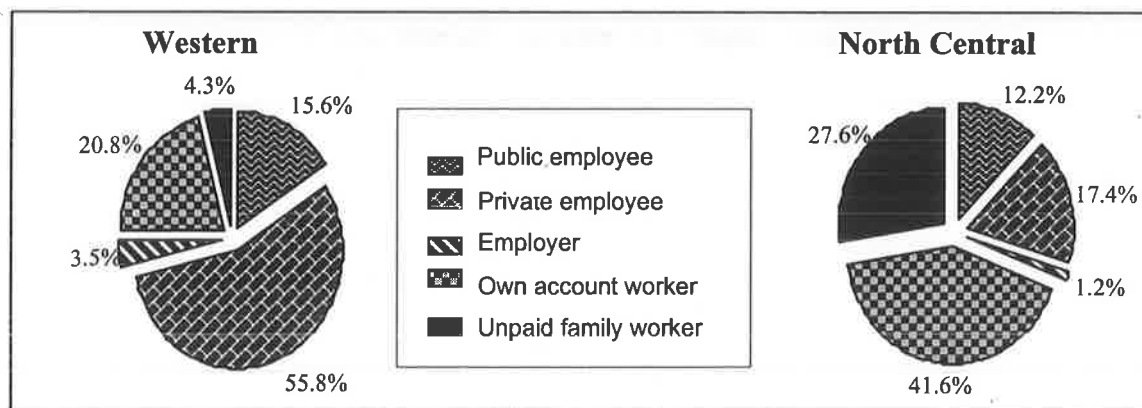 Western
4.3%
15.6%
20.8%
3.5%
55.8%
Public employee
Private employee
Employer
Own account worker
Unpaid family worker
North Central
12.2%
27.6%
17.4%
1.2%
41.6%